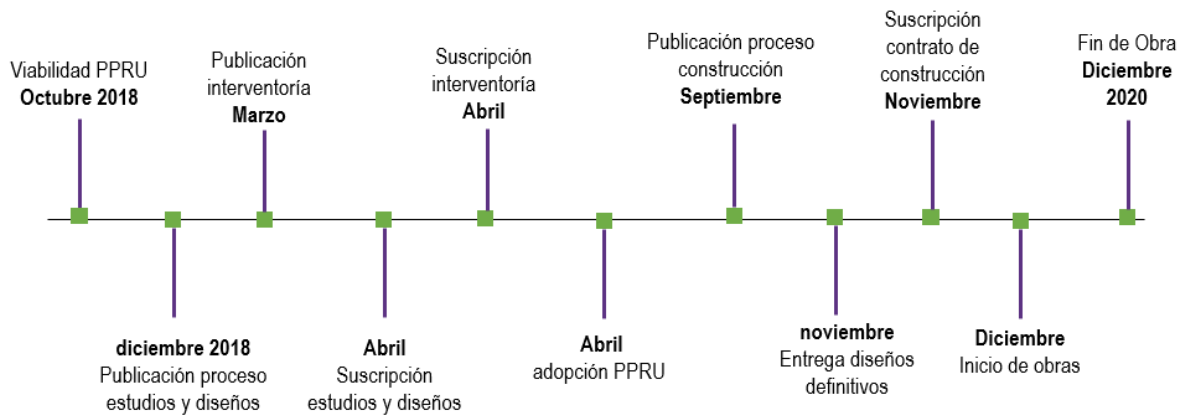 Viabilidad PPRU
Octubre 2018
Publicación
interventoría
Marzo
Suscripción
interventoría
Abril
Publicación proceso
construcción
Septiembre
Suscripción
contrato de
construcción
Noviembre
Fin de Obra
Diciembre
2020
diciembre 2018
Publicación proceso
estudios y diseños
Abril
Suscripción
estudios y diseños
Abril
adopción PPRU
noviembre
Entrega diseños
definitivos
Diciembre
Inicio de obras